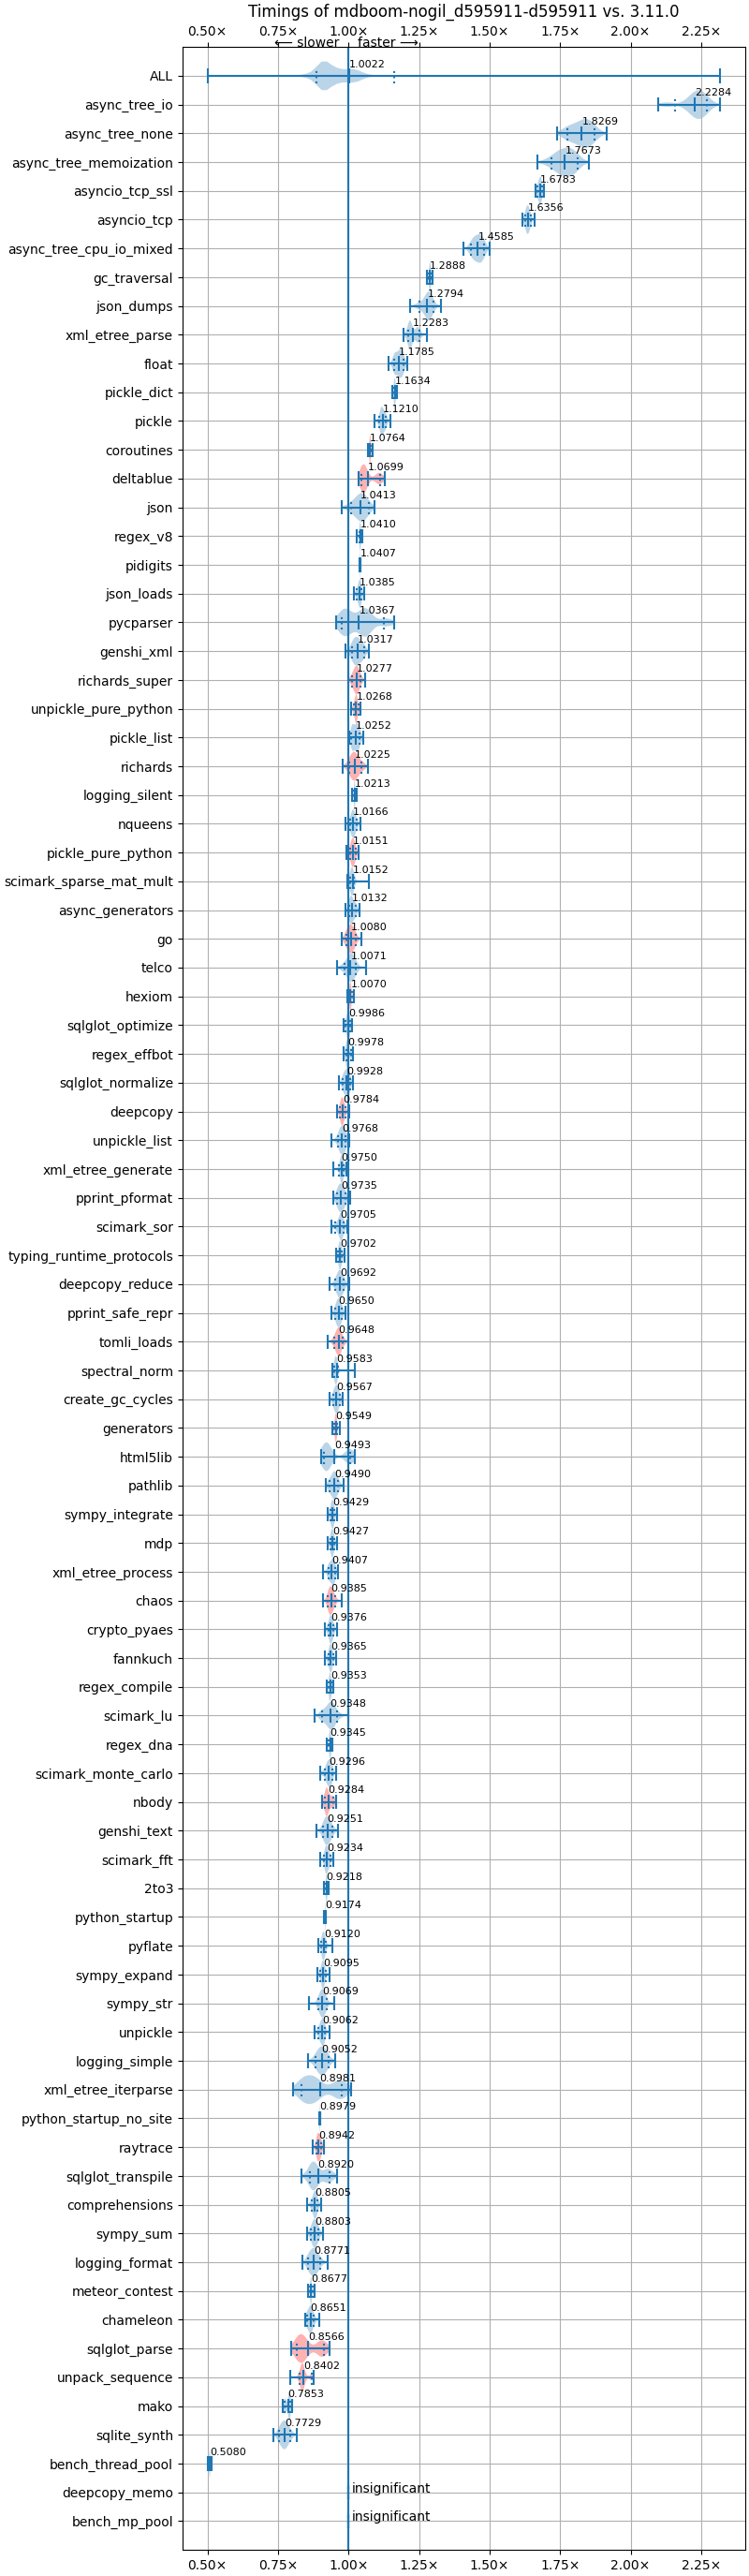 Timings of mdboom-nogil_d595911-d595911 vs. 3.11.0
0.50× 0.75× 1.00× 1.25× 1.50× 1.75× 2.00× 2.25×
⟵ slower faster ⟶
ALL 1.0022
async_tree_io 2.2284
async_tree_none 1.8269
async_tree_memoization 1.7673
asyncio_tcp_ssl 1.6783
asyncio_tcp 1.6356
async_tree_cpu_io_mixed 1.4585
gc_traversal 1.2888
json_dumps 1.2794
xml_etree_parse 1.2283
float 1.1785
pickle_dict 1.1634
pickle 1.1210
coroutines 1.0764
deltablue 1.0699
json 1.0413
regex_v8 1.0410
pidigits 1.0407
json_loads 1.0385
pycparser 1.0367
genshi_xml 1.0317
richards_super 1.0277
unpickle_pure_python 1.0268
pickle_list 1.0252
richards 1.0225
logging_silent 1.0213
nqueens 1.0166
pickle_pure_python 1.0151
scimark_sparse_mat_mult 1.0152
async_generators 1.0132
go 1.0080
telco 1.0071
hexiom 1.0070
sqlglot_optimize 0.9986
regex_effbot 0.9978
sqlglot_normalize 0.9928
deepcopy 0.9784
unpickle_list 0.9768
xml_etree_generate 0.9750
pprint_pformat 0.9735
scimark_sor 0.9705
typing_runtime_protocols 0.9702
deepcopy_reduce 0.9692
pprint_safe_repr 0.9650
tomli_loads 0.9648
spectral_norm 0.9583
create_gc_cycles 0.9567
generators 0.9549
html5lib 0.9493
pathlib 0.9490
sympy_integrate 0.9429
mdp 0.9427
xml_etree_process 0.9407
chaos 0.9385
crypto_pyaes 0.9376
fannkuch 0.9365
regex_compile 0.9353
scimark_lu 0.9348
regex_dna 0.9345
scimark_monte_carlo 0.9296
nbody 0.9284
genshi_text 0.9251
scimark_fft 0.9234
2to3 0.9218
python_startup 0.9174
pyflate 0.9120
sympy_expand 0.9095
sympy_str 0.9069
unpickle 0.9062
logging_simple 0.9052
xml_etree_iterparse 0.8981
python_startup_no_site 0.8979
raytrace 0.8942
sqlglot_transpile 0.8920
comprehensions 0.8805
sympy_sum 0.8803
logging_format 0.8771
meteor_contest 0.8677
chameleon 0.8651
sqlglot_parse 0.8566
unpack_sequence 0.8402
mako 0.7853
sqlite_synth 0.7729
bench_thread_pool 0.5080
deepcopy_memo insignificant
bench_mp_pool insignificant
0.50× 0.75× 1.00× 1.25× 1.50× 1.75× 2.00× 2.25×